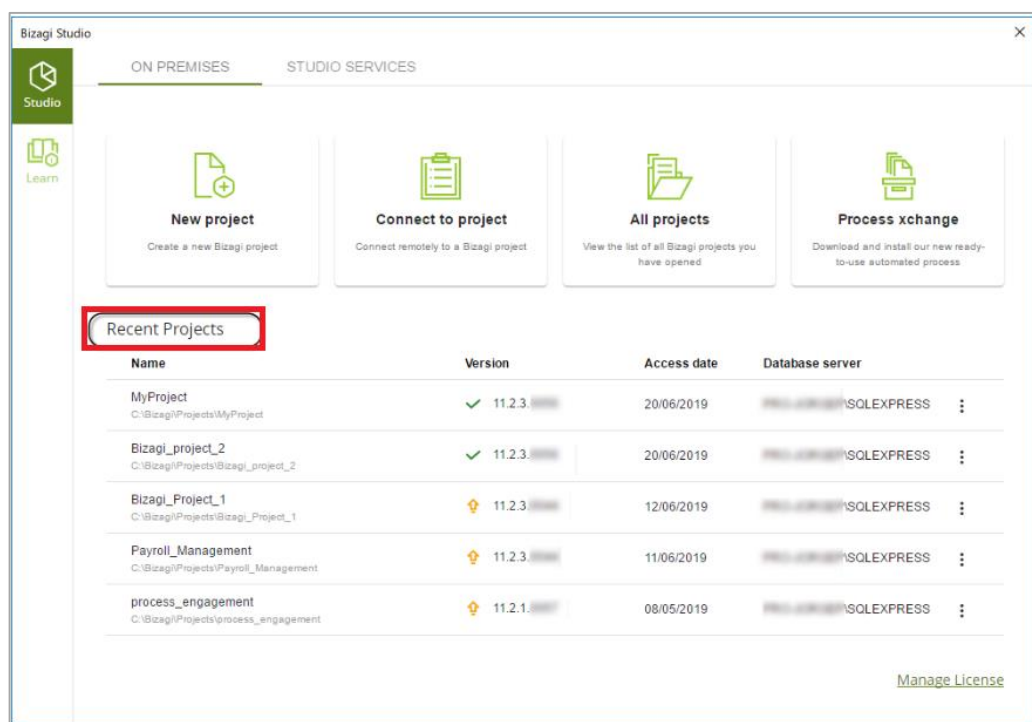 Bizagi Studio
ON PREMISES STUDIO SERVICES
Studio
Learn
New project
Create a new Bizagi project
Connect to project
Connect remotely to a Bizagi project
All projects
View the list of all Bizagi projects you
have opened
Process xchange
Download and install our new ready-
to-use automated process
Recent Projects
Name Version Access date Database server
MyProject
C:\Bizagi\Projects\MyProject
11.2.3. 20/06/2019 \SQLEXPRESS
Bizagi_project_2
C:\Bizagi\Projects\Bizagi_project_2
11.2.3. 20/06/2019 \SQLEXPRESS
Bizagi_Project_1
C:\Bizagi\Projects\Bizagi_Project_1
11.2.3. 12/06/2019 \SQLEXPRESS
Payroll_Management
C:\Bizagi\Projects\Payroll_Management
11.2.3. 11/06/2019 \SQLEXPRESS
process_engagement
C:\Bizagi\Projects\process_engagement
11.2.1. 08/05/2019 \SQLEXPRESS
Manage License